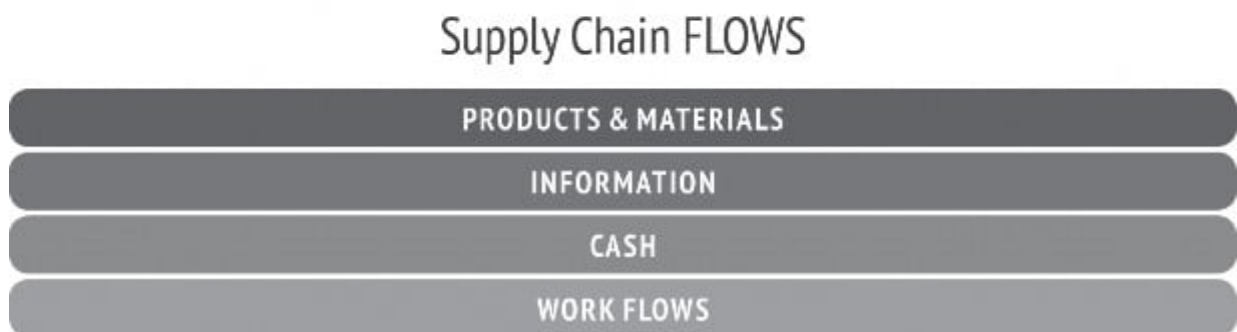 Supply Chain FLOWS
PRODUCTS & MATERIALS
INFORMATION
CASH
WORK FLOWS